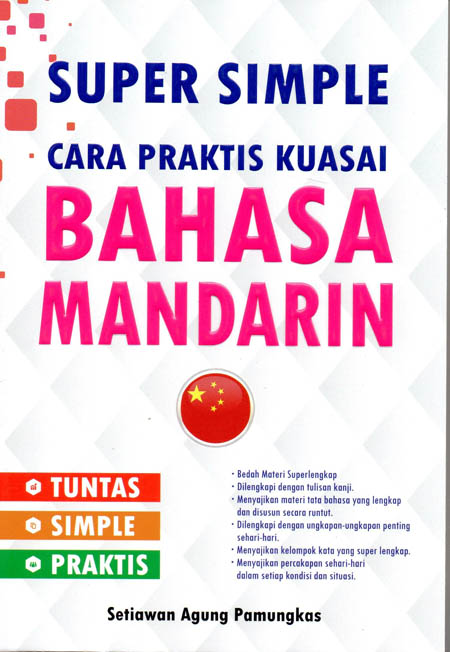 SUPER SIMPLE
CARA PRAKTIS KUASAI
BAHASA
MANDARIN
TUNTAS
SIMPLE
PRAKTIS
• Bedah Materi Superlengkap
• Dilengkapi dengan tulisan kanji.
• Menyajikan materi tata bahasa yang lengkap
dan disusun secara runtut.
• Dilengkapi dengan ungkapan-ungkapan penting
sehari-hari.
• Menyajikan kelompok kata yang super lengkap.
• Menyajikan percakapan sehari-hari
dalam setiap kondisi dan situasi.
Setiawan Agung Pamungkas